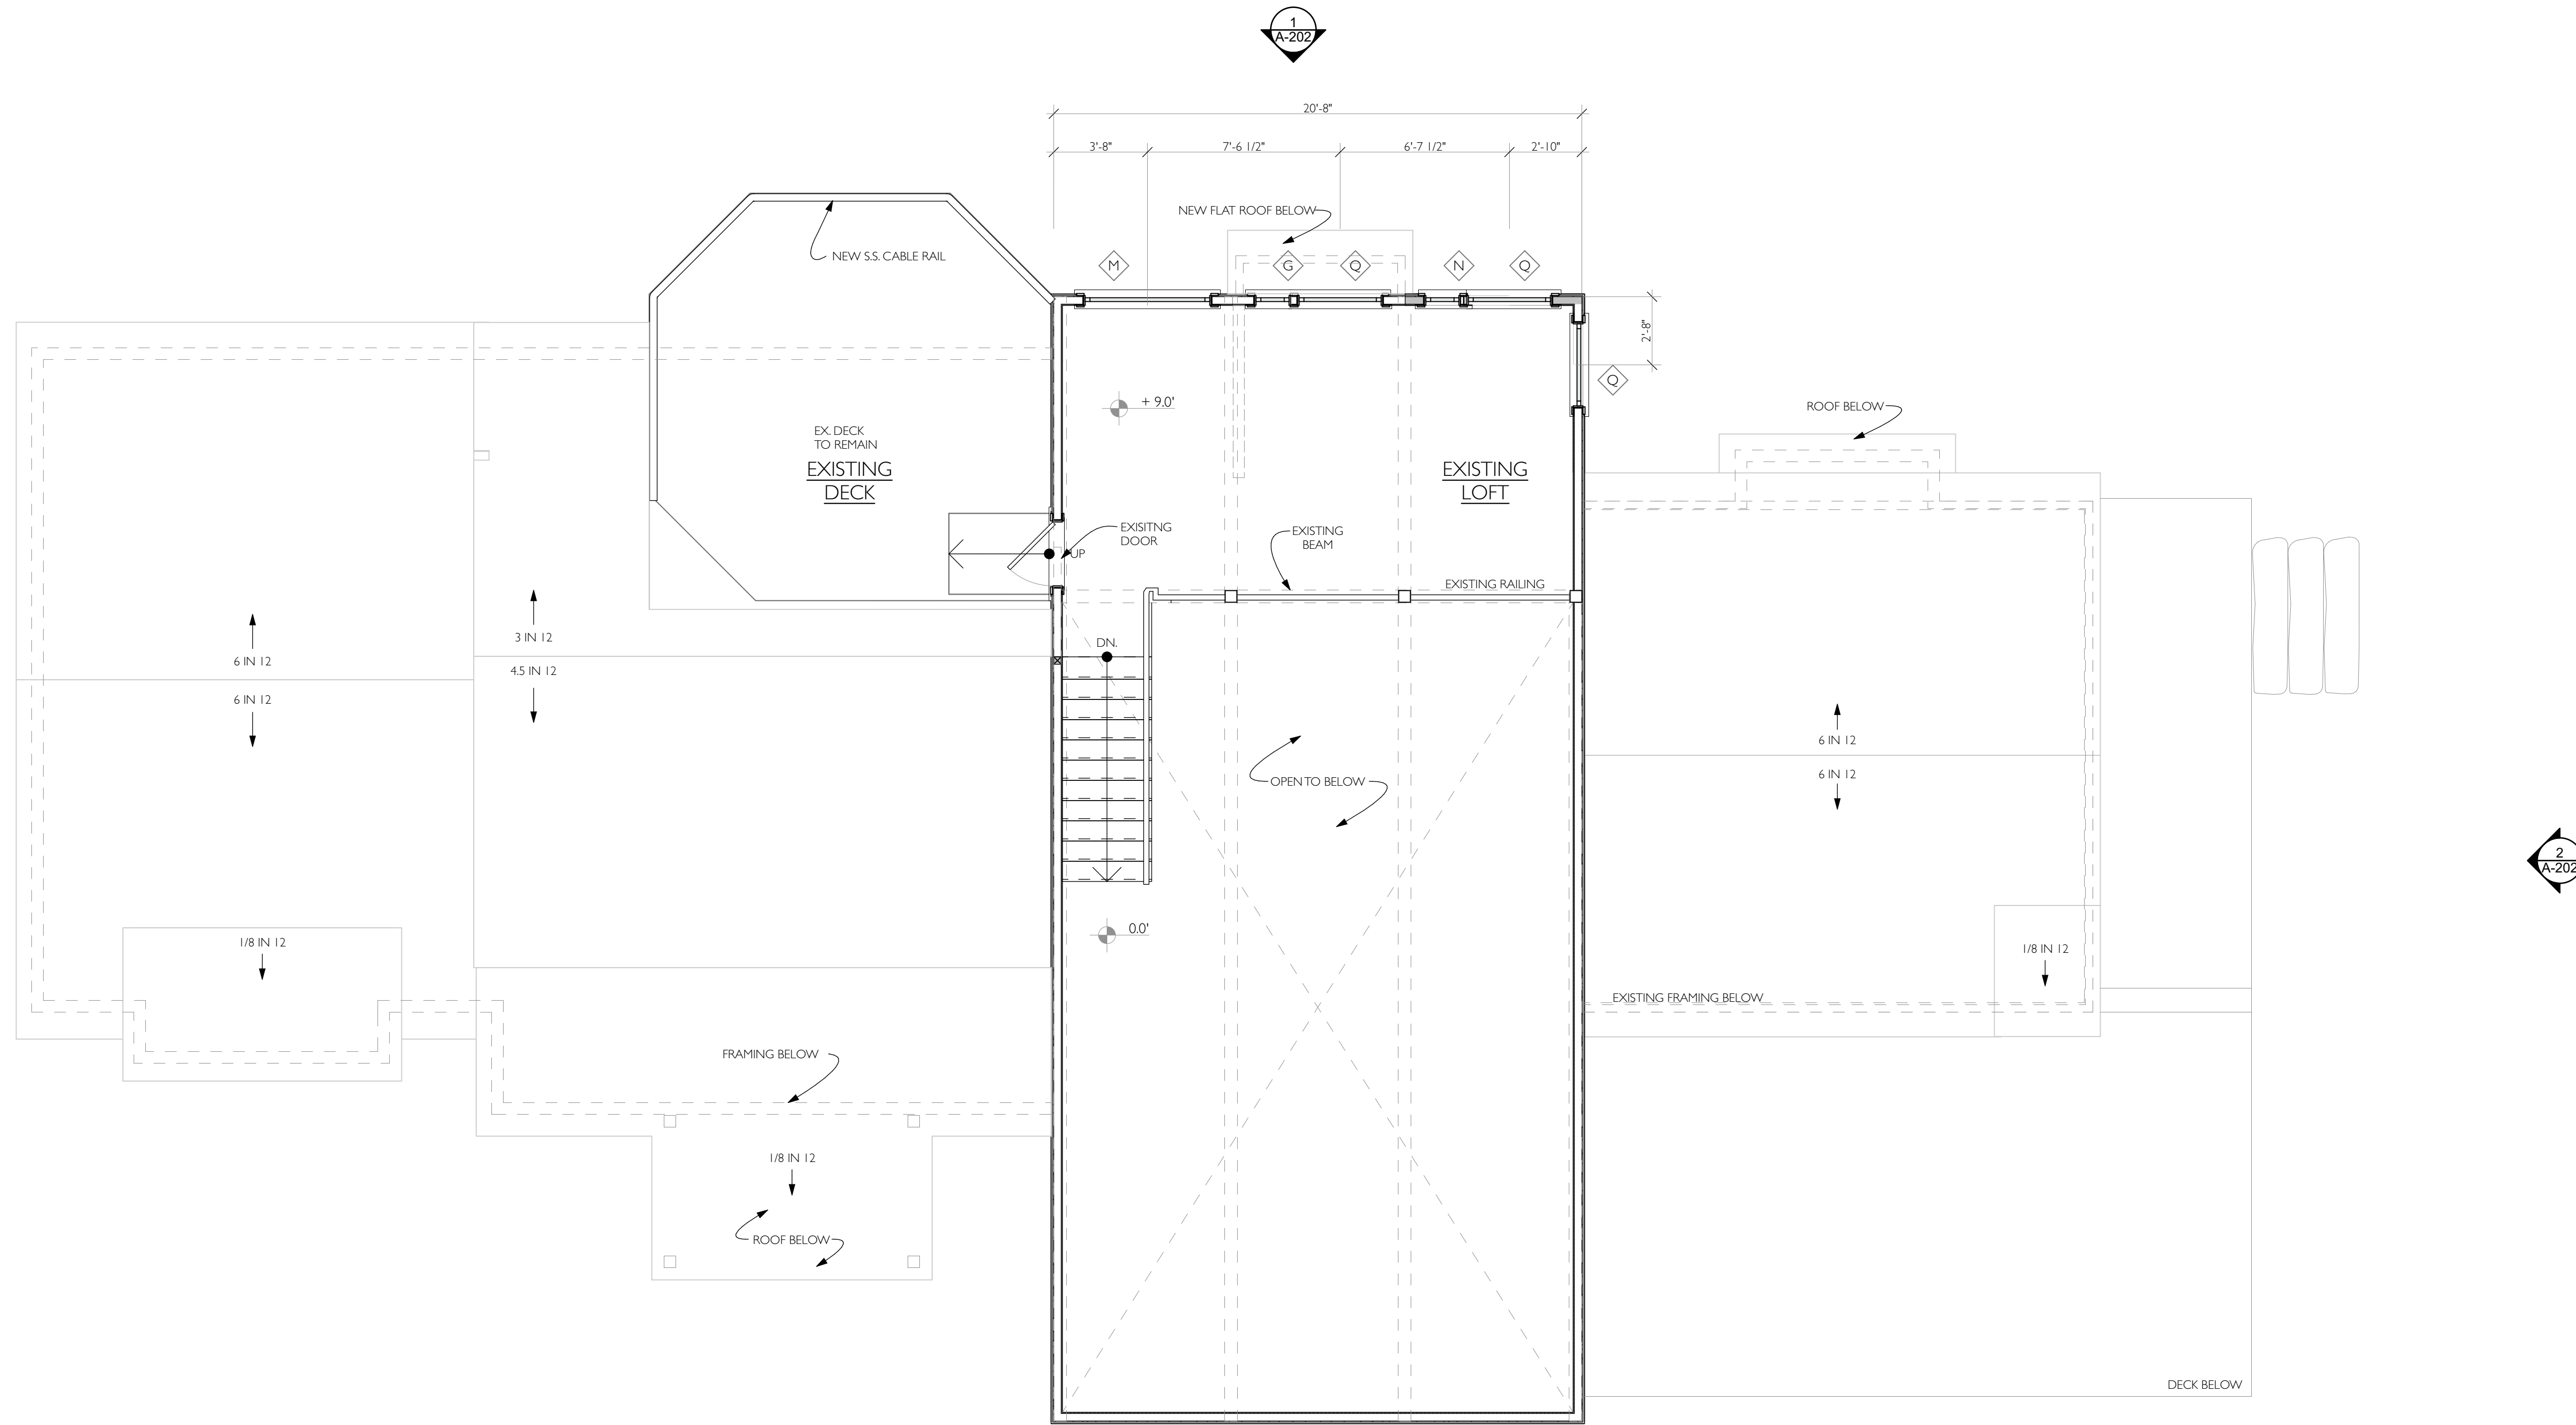 1
A-202
20'-8"
3'-8"
7'-6 1/2"
6'-7 1/2"
2'-10"
NEW FLAT ROOF BELOW
NEW S.S. CABLE RAIL
M
G
Q
N
Q
2'-8"
Q
+ 9.0'
ROOF BELOW
EX. DECK
TO REMAIN
EXISTING
DECK
EXISTING
LOFT
EXISITNG
DOOR
UP
EXISTING
BEAM
EXISTING RAILING
DN.
3 IN 12
6 IN 12
4.5 IN 12
6 IN 12
6 IN 12
6 IN 12
OPEN TO BELOW
2
A-202
0.0'
1/8 IN 12
1/8 IN 12
EXISTING FRAMING BELOW
FRAMING BELOW
1/8 IN 12
ROOF BELOW
DECK BELOW